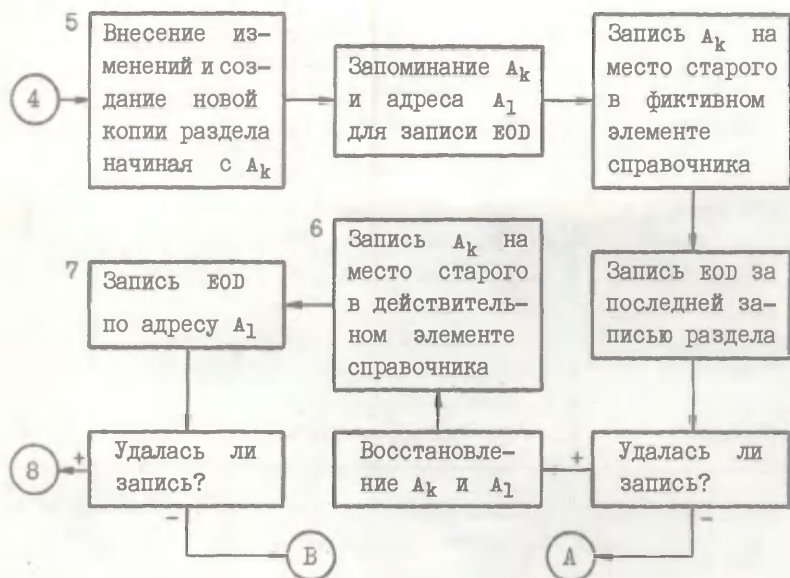 5
Внесение из-
менений и соз-
дание новой
копии раздела
начиная с Ak
4
Запоминание Ak
и адреса Al
для записи EOD
Запись Ak на
место старого
в фиктивном
элементе
справочника
6
Запись Ak на
место старого
в действитель-
ном элементе
справочника
7
Запись EOD
по адресу Al
Запись EOD за
последней за-
писью раздела
+
8
Удалась ли
запись?
-
B
Восстановле-
ние Ak и Al
+
Удалась ли
запись?
-
A